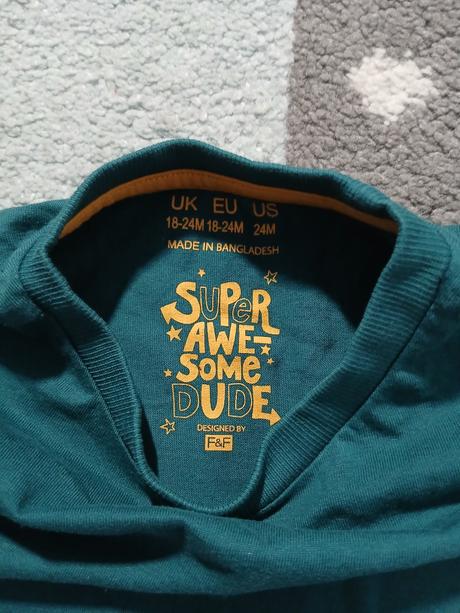 UK EU US
18-24M 18-24M 24M
MADE IN BANGLADESH
SUPeR
AWE-
SoMe
DUDE
DESIGNED BY
F&F